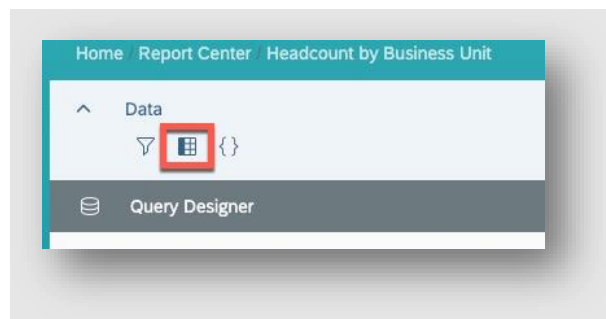 Home / Report Center / Headcount by Business Unit
Data
{}
Query Designer